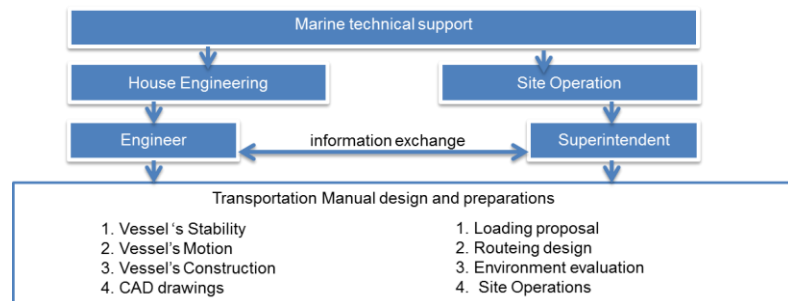 Marine technical support
House Engineering
Site Operation
Engineer
information exchange
Superintendent
Transportation Manual design and preparations
1. Vessel ‘s Stability
2. Vessel’s Motion
3. Vessel’s Construction
4. CAD drawings
1. Loading proposal
2. Routeing design
3. Environment evaluation
4. Site Operations